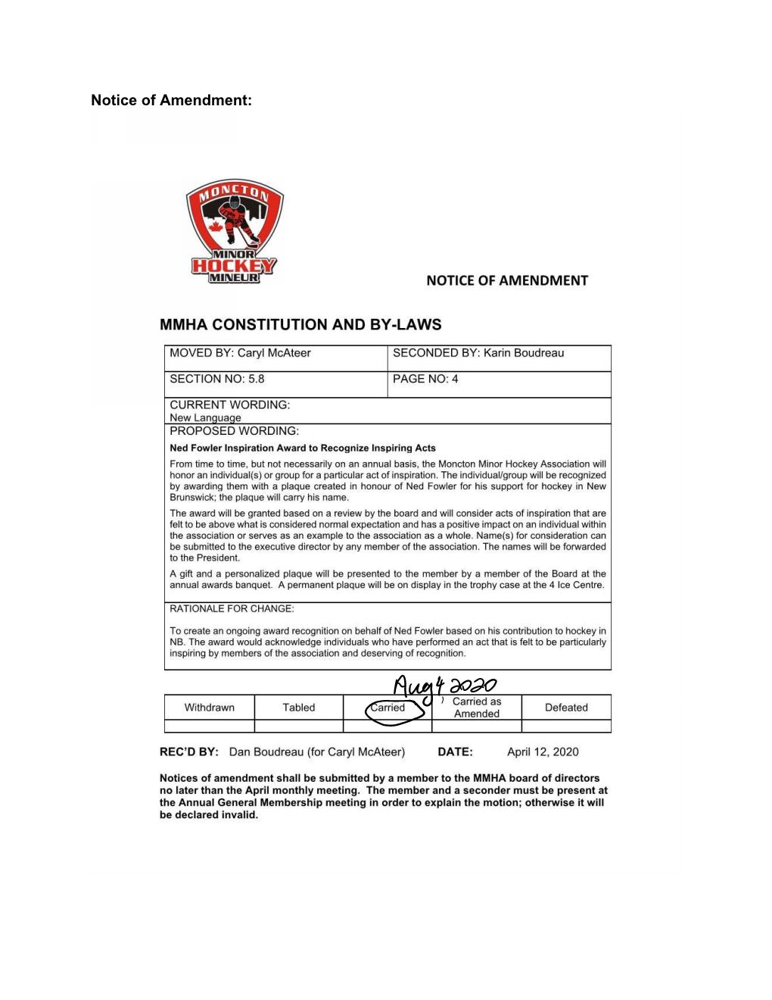 Notice of Amendment:
MONCTON
MINOR
HOCKEY
MINEUR
NOTICE OF AMENDMENT
MMHA CONSTITUTION AND BY-LAWS
MOVED BY: Caryl McAteer
SECONDED BY: Karin Boudreau
SECTION NO: 5.8
PAGE NO: 4
CURRENT WORDING:
New Language
PROPOSED WORDING:
Ned Fowler Inspiration Award to Recognize Inspiring Acts
From time to time, but not necessarily on an annual basis, the Moncton Minor Hockey Association will
honor an individual(s) or group for a particular act of inspiration. The individual/group will be recognized
by awarding them with a plaque created in honour of Ned Fowler for his support for hockey in New
Brunswick; the plaque will carry his name.
The award will be granted based on a review by the board and will consider acts of inspiration that are
felt to be above what is considered normal expectation and has a positive impact on an individual within
the association or serves as an example to the association as a whole. Name(s) for consideration can
be submitted to the executive director by any member of the association. The names will be forwarded
to the President.
A gift and a personalized plaque will be presented to the member by a member of the Board at the
annual awards banquet.  A permanent plaque will be on display in the trophy case at the 4 Ice Centre.
RATIONALE FOR CHANGE:
To create an ongoing award recognition on behalf of Ned Fowler based on his contribution to hockey in
NB. The award would acknowledge individuals who have performed an act that is felt to be particularly
inspiring by members of the association and deserving of recognition.
Aug 4, 2020
Withdrawn
Tabled
Carried
Carried as
Amended
Defeated
REC'D BY: Dan Boudreau (for Caryl McAteer) DATE: April 12, 2020
Notices of amendment shall be submitted by a member to the MMHA board of directors
no later than the April monthly meeting.  The member and a seconder must be present at
the Annual General Membership meeting in order to explain the motion; otherwise it will
be declared invalid.